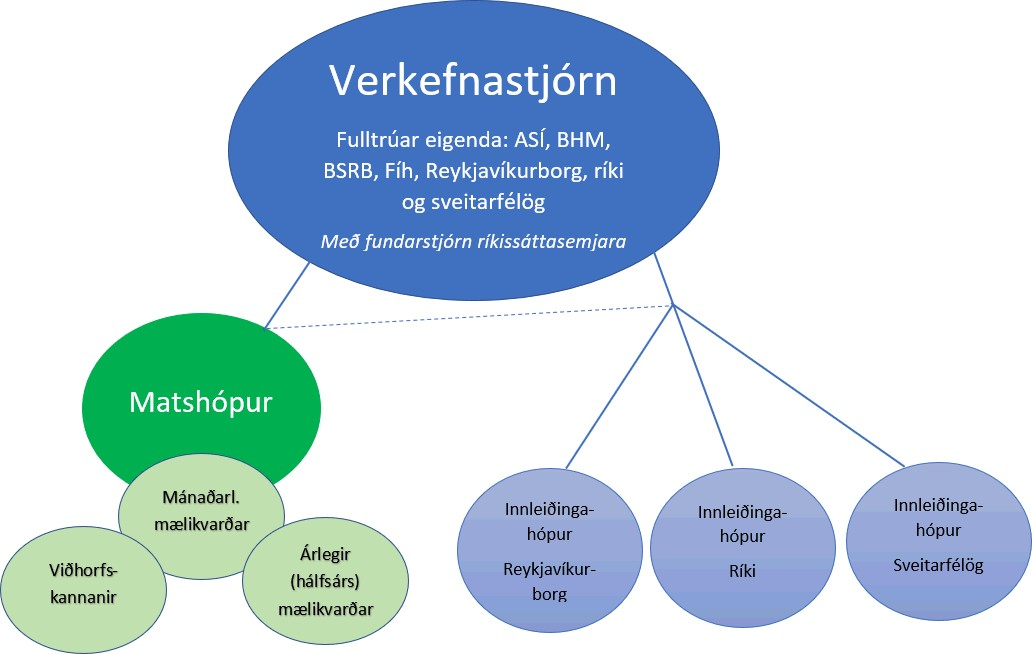 Verkefnastjórn
Fulltrúar eigenda: ASÍ, BHM,
BSRB, Fíh, Reykjavíkurborg, ríki
og sveitarfélög
Með fundarstjórn ríkissáttasemjara
Matshópur
Mánaðarl.
mælikvarðar
Viðhorfs-
kannanir
Árlegir
(hálfsárs)
mælikvarðar
Innleiðinga-
hópur
Reykjavíkur-
borg
Innleiðinga-
hópur
Ríki
Innleiðinga-
hópur
Sveitarfélög